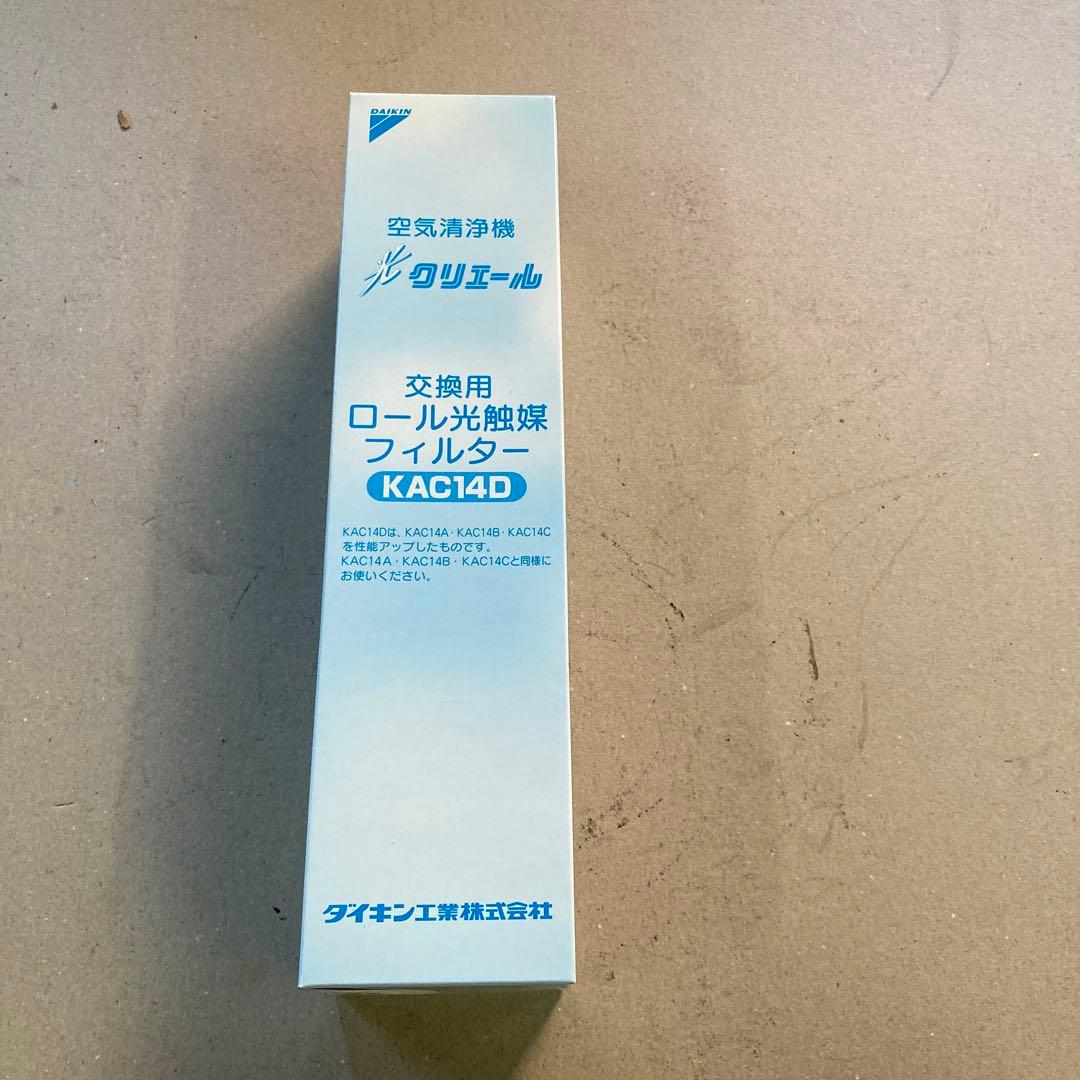 DAIKIN
空気清浄機
光クリエール
交換用
ロール光触媒
フィルター
KAC14D
KAC14Dは、KAC14A・KAC14B・KAC14C
を性能アップしたものです。
KAC14A・KAC14B・KAC14Cと同様に
お使いください。
ダイキン工業株式会社